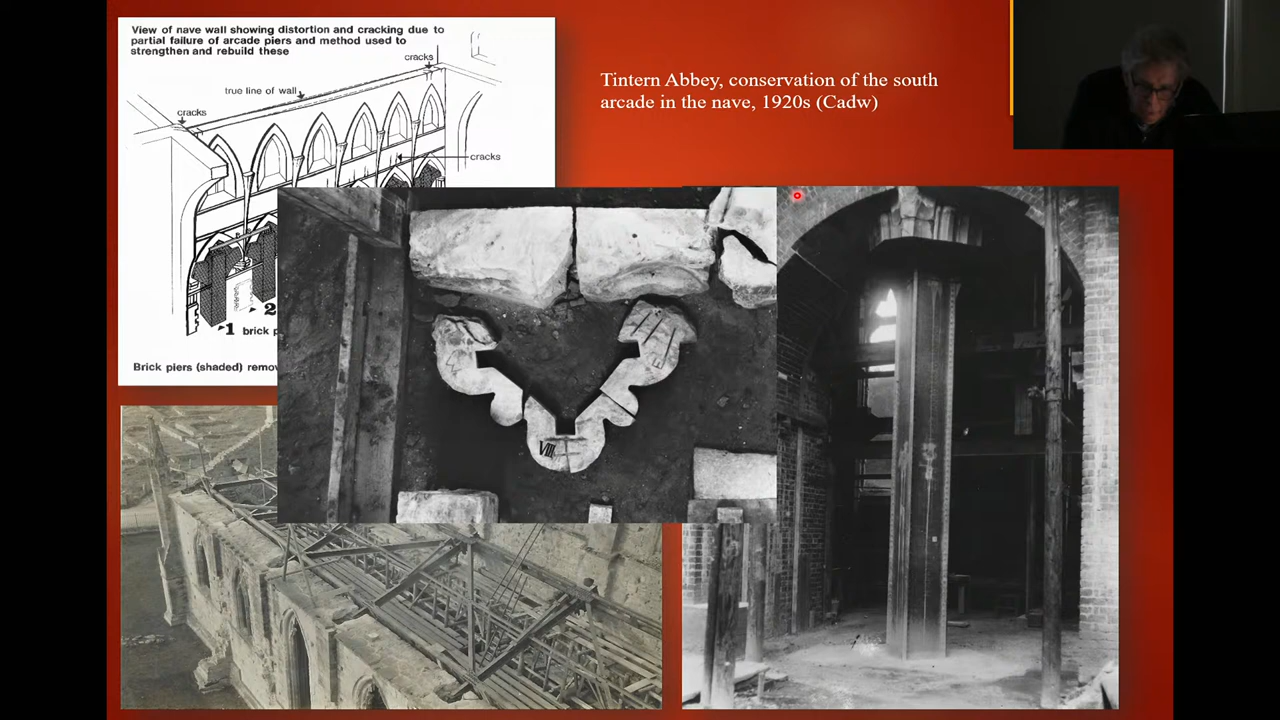 View of nave wall showing distortion and cracking due to
partial failure of arcade piers and method used to
strengthen and rebuild these
cracks
true line of wall
cracks
cracks
1 brick p
2
Brick piers (shaded) remov
Tintern Abbey, conservation of the south
arcade in the nave, 1920s (Cadw)
VIII